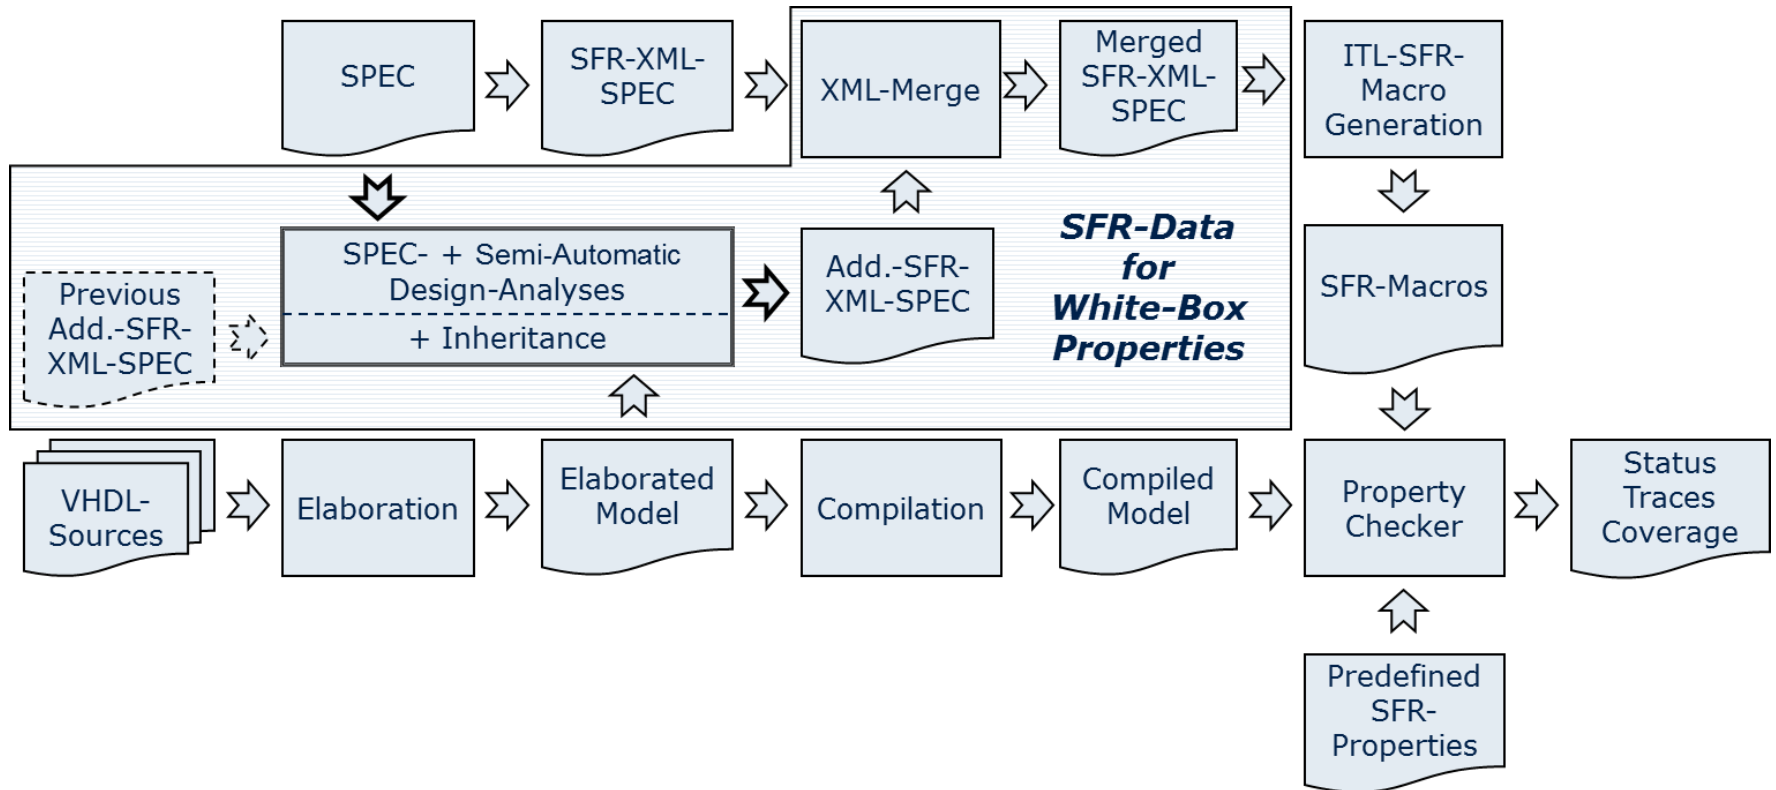 SPEC
SFR-XML-
SPEC
XML-Merge
Merged
SFR-XML-
SPEC
ITL-SFR-
Macro
Generation
Previous
Add.-SFR-
XML-SPEC
SPEC- + Semi-Automatic
Design-Analyses
+ Inheritance
Add.-SFR-
XML-SPEC
SFR-Data
for
White-Box
Properties
SFR-Macros
VHDL-
Sources
Elaboration
Elaborated
Model
Compilation
Compiled
Model
Property
Checker
Status
Traces
Coverage
Predefined
SFR-
Properties